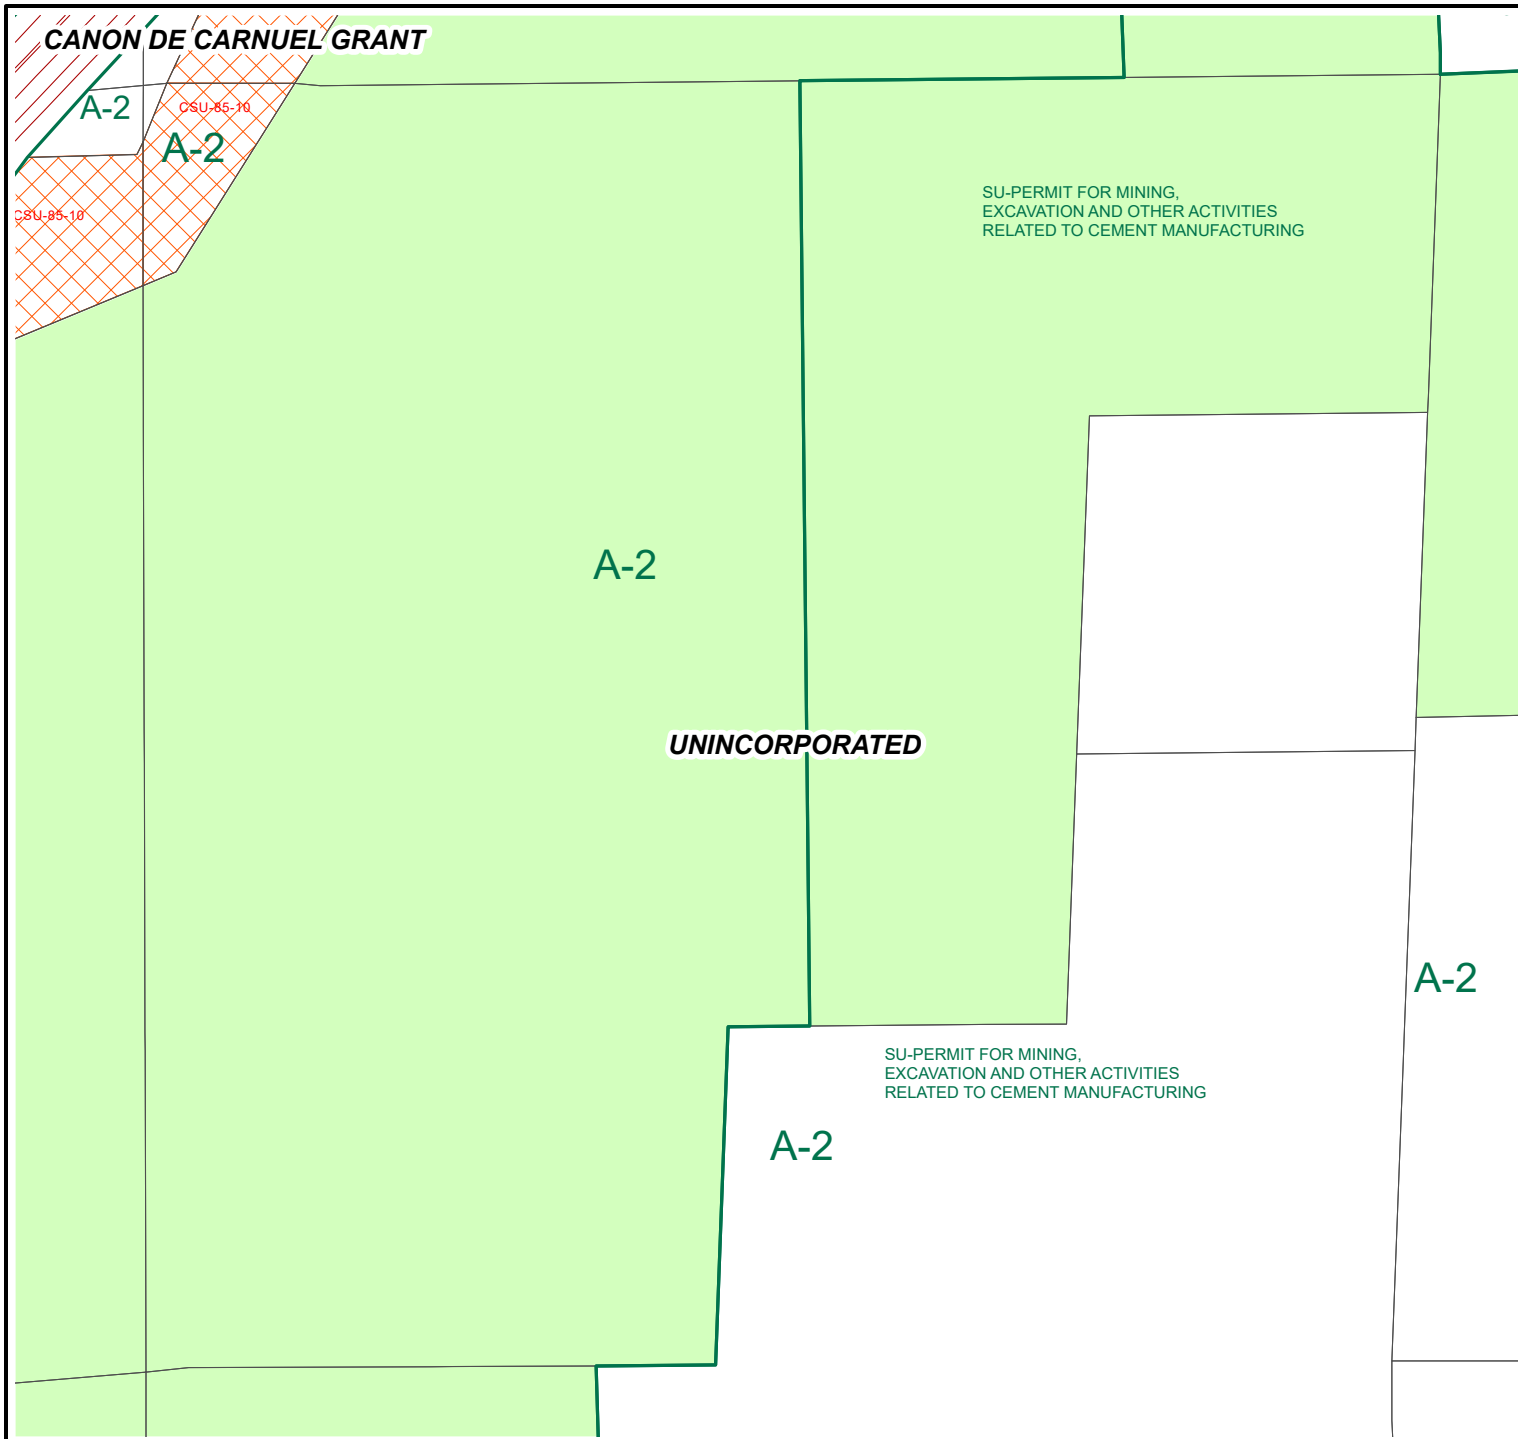 CANON DE CARNUEL GRANT
A-2
CSU-85-10
A-2
CSU-85-10
SU-PERMIT FOR MINING,
EXCAVATION AND OTHER ACTIVITIES
RELATED TO CEMENT MANUFACTURING
A-2
UNINCORPORATED
A-2
SU-PERMIT FOR MINING,
EXCAVATION AND OTHER ACTIVITIES
RELATED TO CEMENT MANUFACTURING
A-2